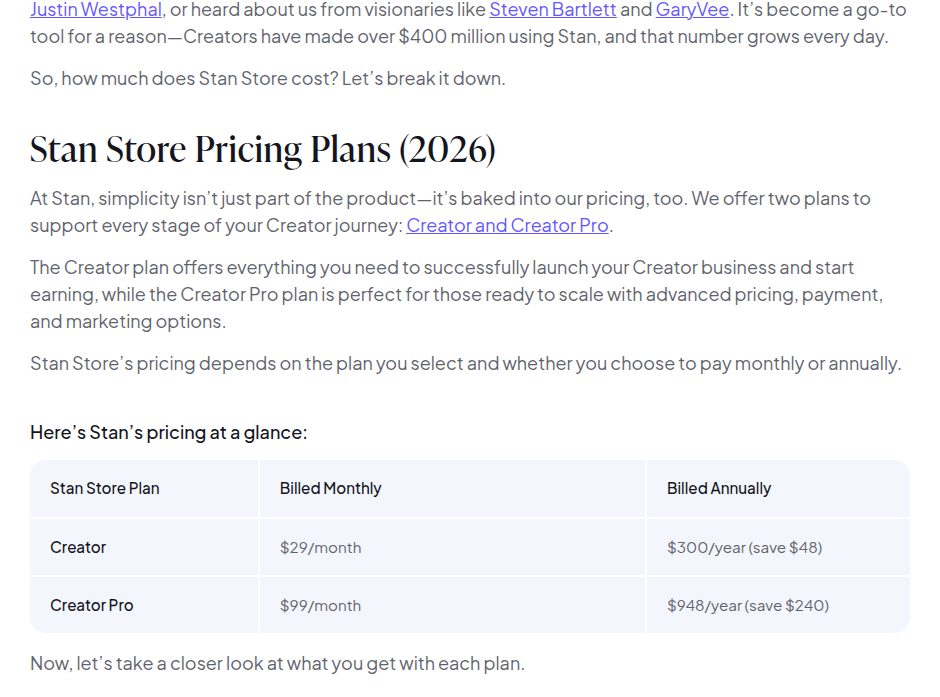 Justin Westphal, or heard about us from visionaries like Steven Bartlett and GaryVee. It’s become a go-to
tool for a reason—Creators have made over $400 million using Stan, and that number grows every day.
So, how much does Stan Store cost? Let’s break it down.
Stan Store Pricing Plans (2026)
At Stan, simplicity isn’t just part of the product—it’s baked into our pricing, too. We offer two plans to
support every stage of your Creator journey: Creator and Creator Pro.
The Creator plan offers everything you need to successfully launch your Creator business and start
earning, while the Creator Pro plan is perfect for those ready to scale with advanced pricing, payment,
and marketing options.
Stan Store’s pricing depends on the plan you select and whether you choose to pay monthly or annually.
Here’s Stan’s pricing at a glance:
Stan Store Plan Billed Monthly Billed Annually
Creator $29/month $300/year (save $48)
Creator Pro $99/month $948/year (save $240)
Now, let’s take a closer look at what you get with each plan.